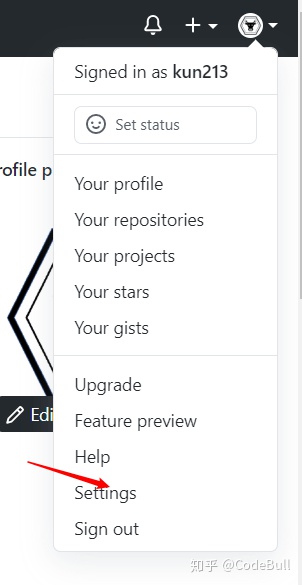 Signed in as kun213
Set status
rofile p
Your profile
Your repositories
Your projects
Your stars
Your gists
Edi
Upgrade
Feature preview
Help
Settings
Sign out
知乎 @CodeBull